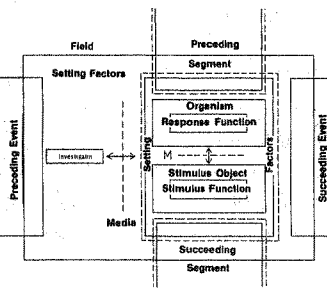 Field
Preceding
Segment
Setting Factors
Organism
Response Function
Preceding Event
Investigator
Setting
M
Factors
Succeeding Event
Stimulus Object
Stimulus Function
Media
Succeeding
Segment